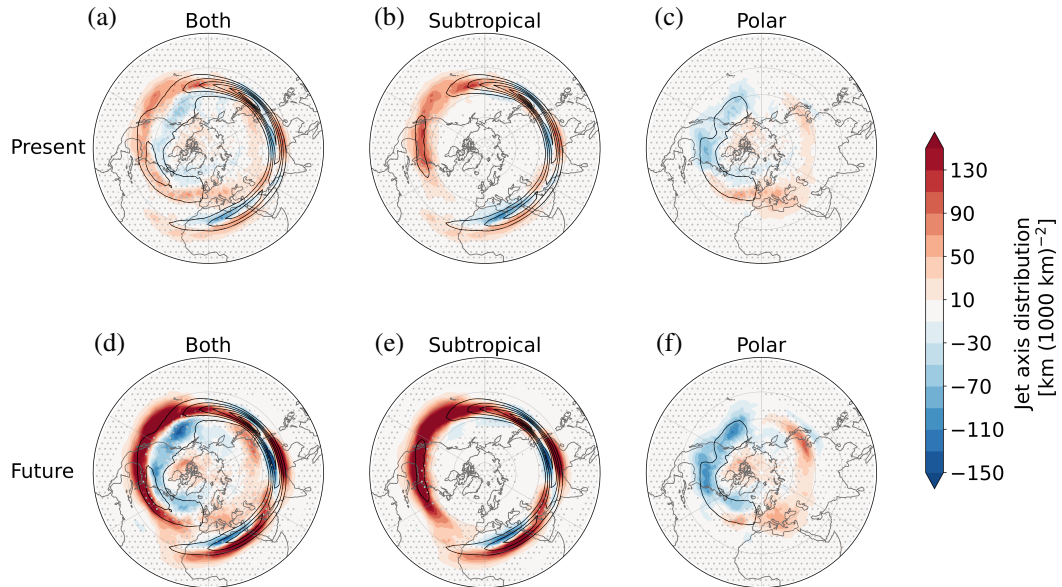 (a) Both
(b) Subtropical
(c) Polar
Present
(d) Both
(e) Subtropical
(f) Polar
Future
130
90
50
10
−30
−70
−110
−150
Jet axis distribution
[km (1000 km)⁻²]